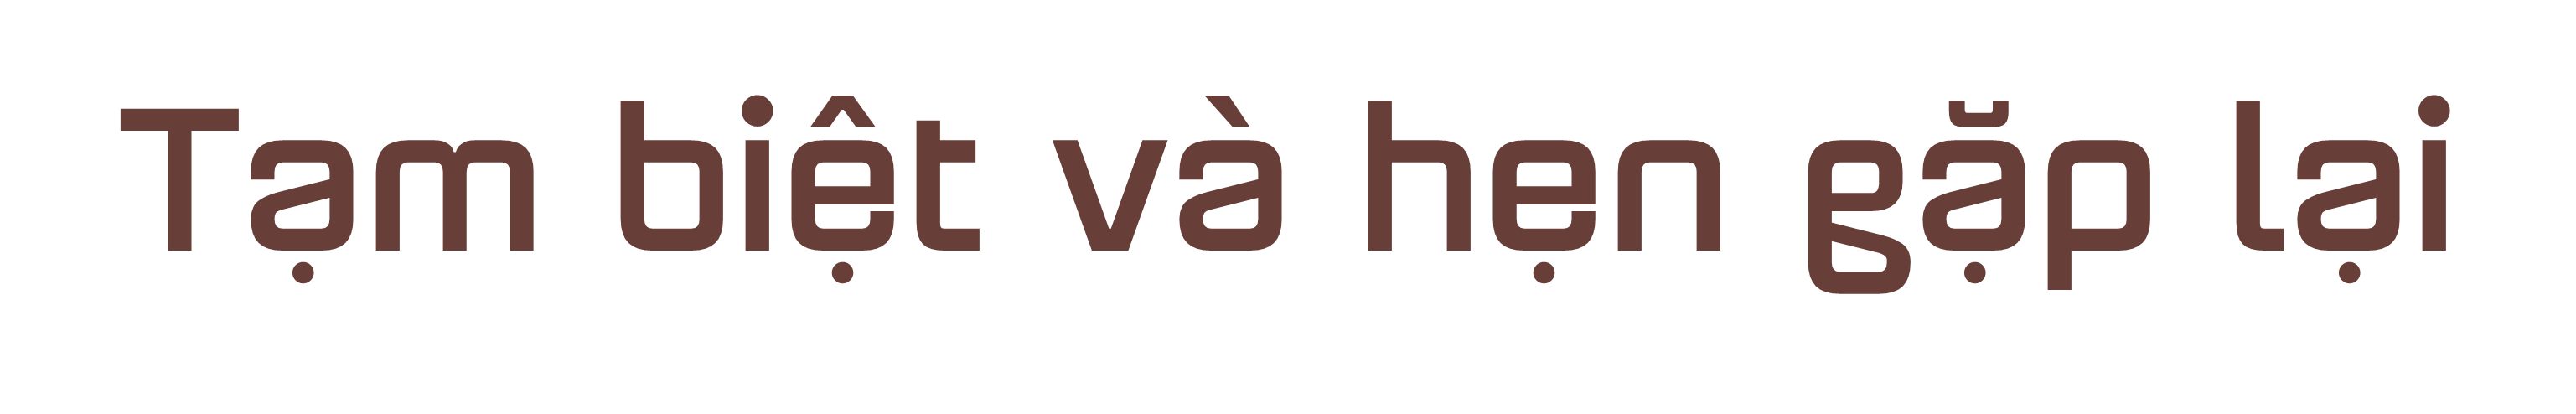 Tạm biệt và hẹn gặp lại